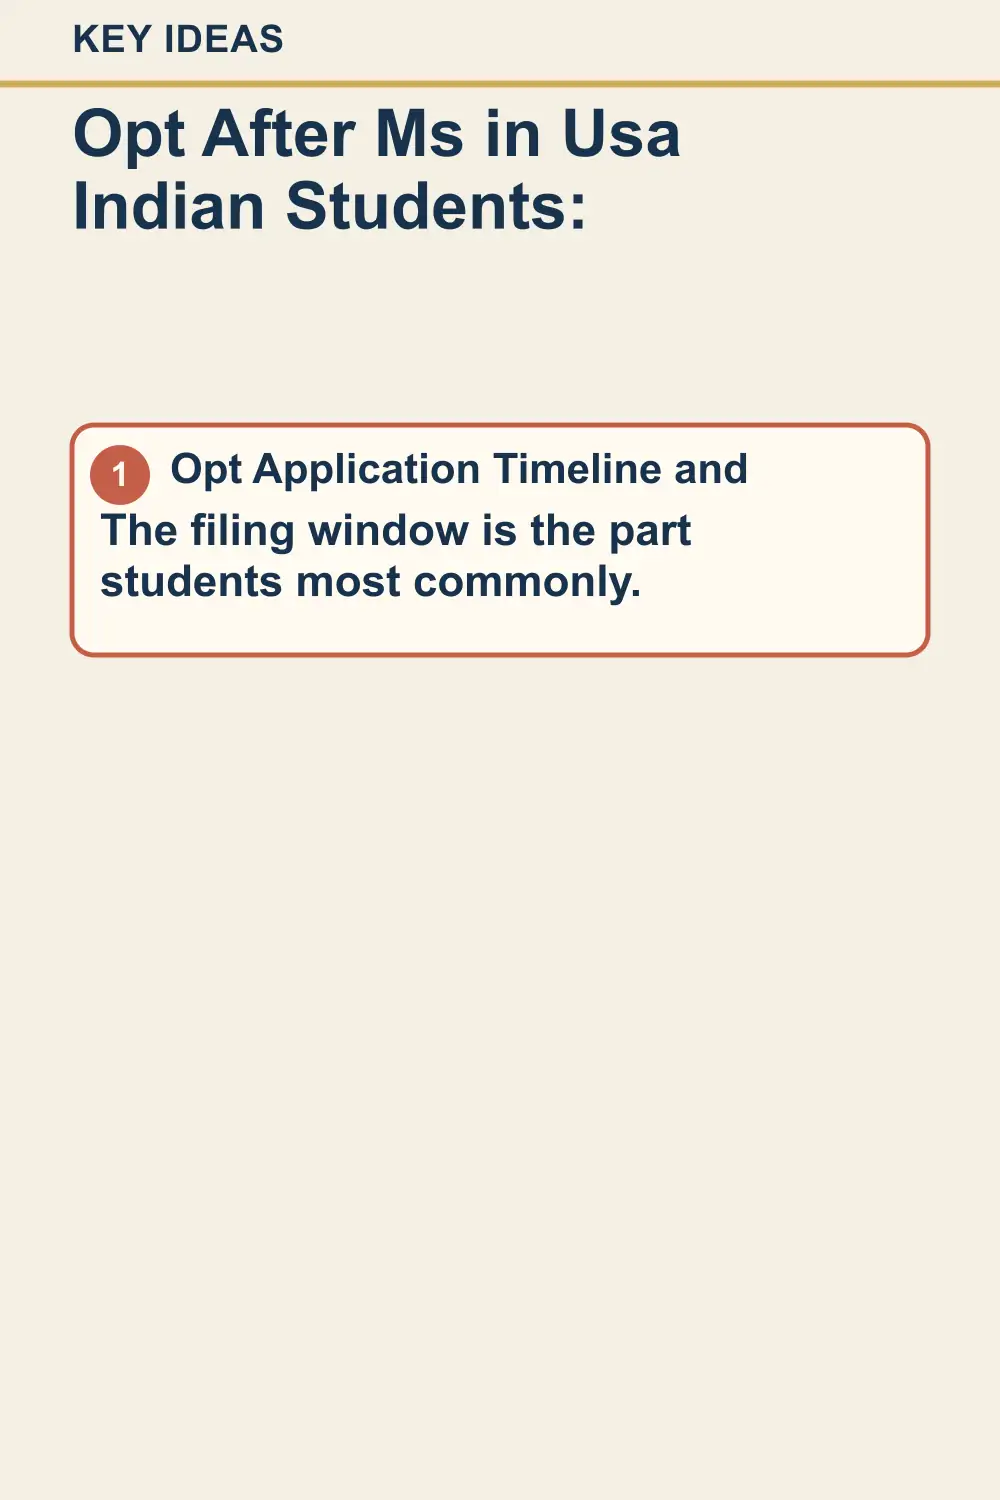 KEY IDEAS
Opt After Ms in Usa
Indian Students:
1 Opt Application Timeline and
The filing window is the part
students most commonly.